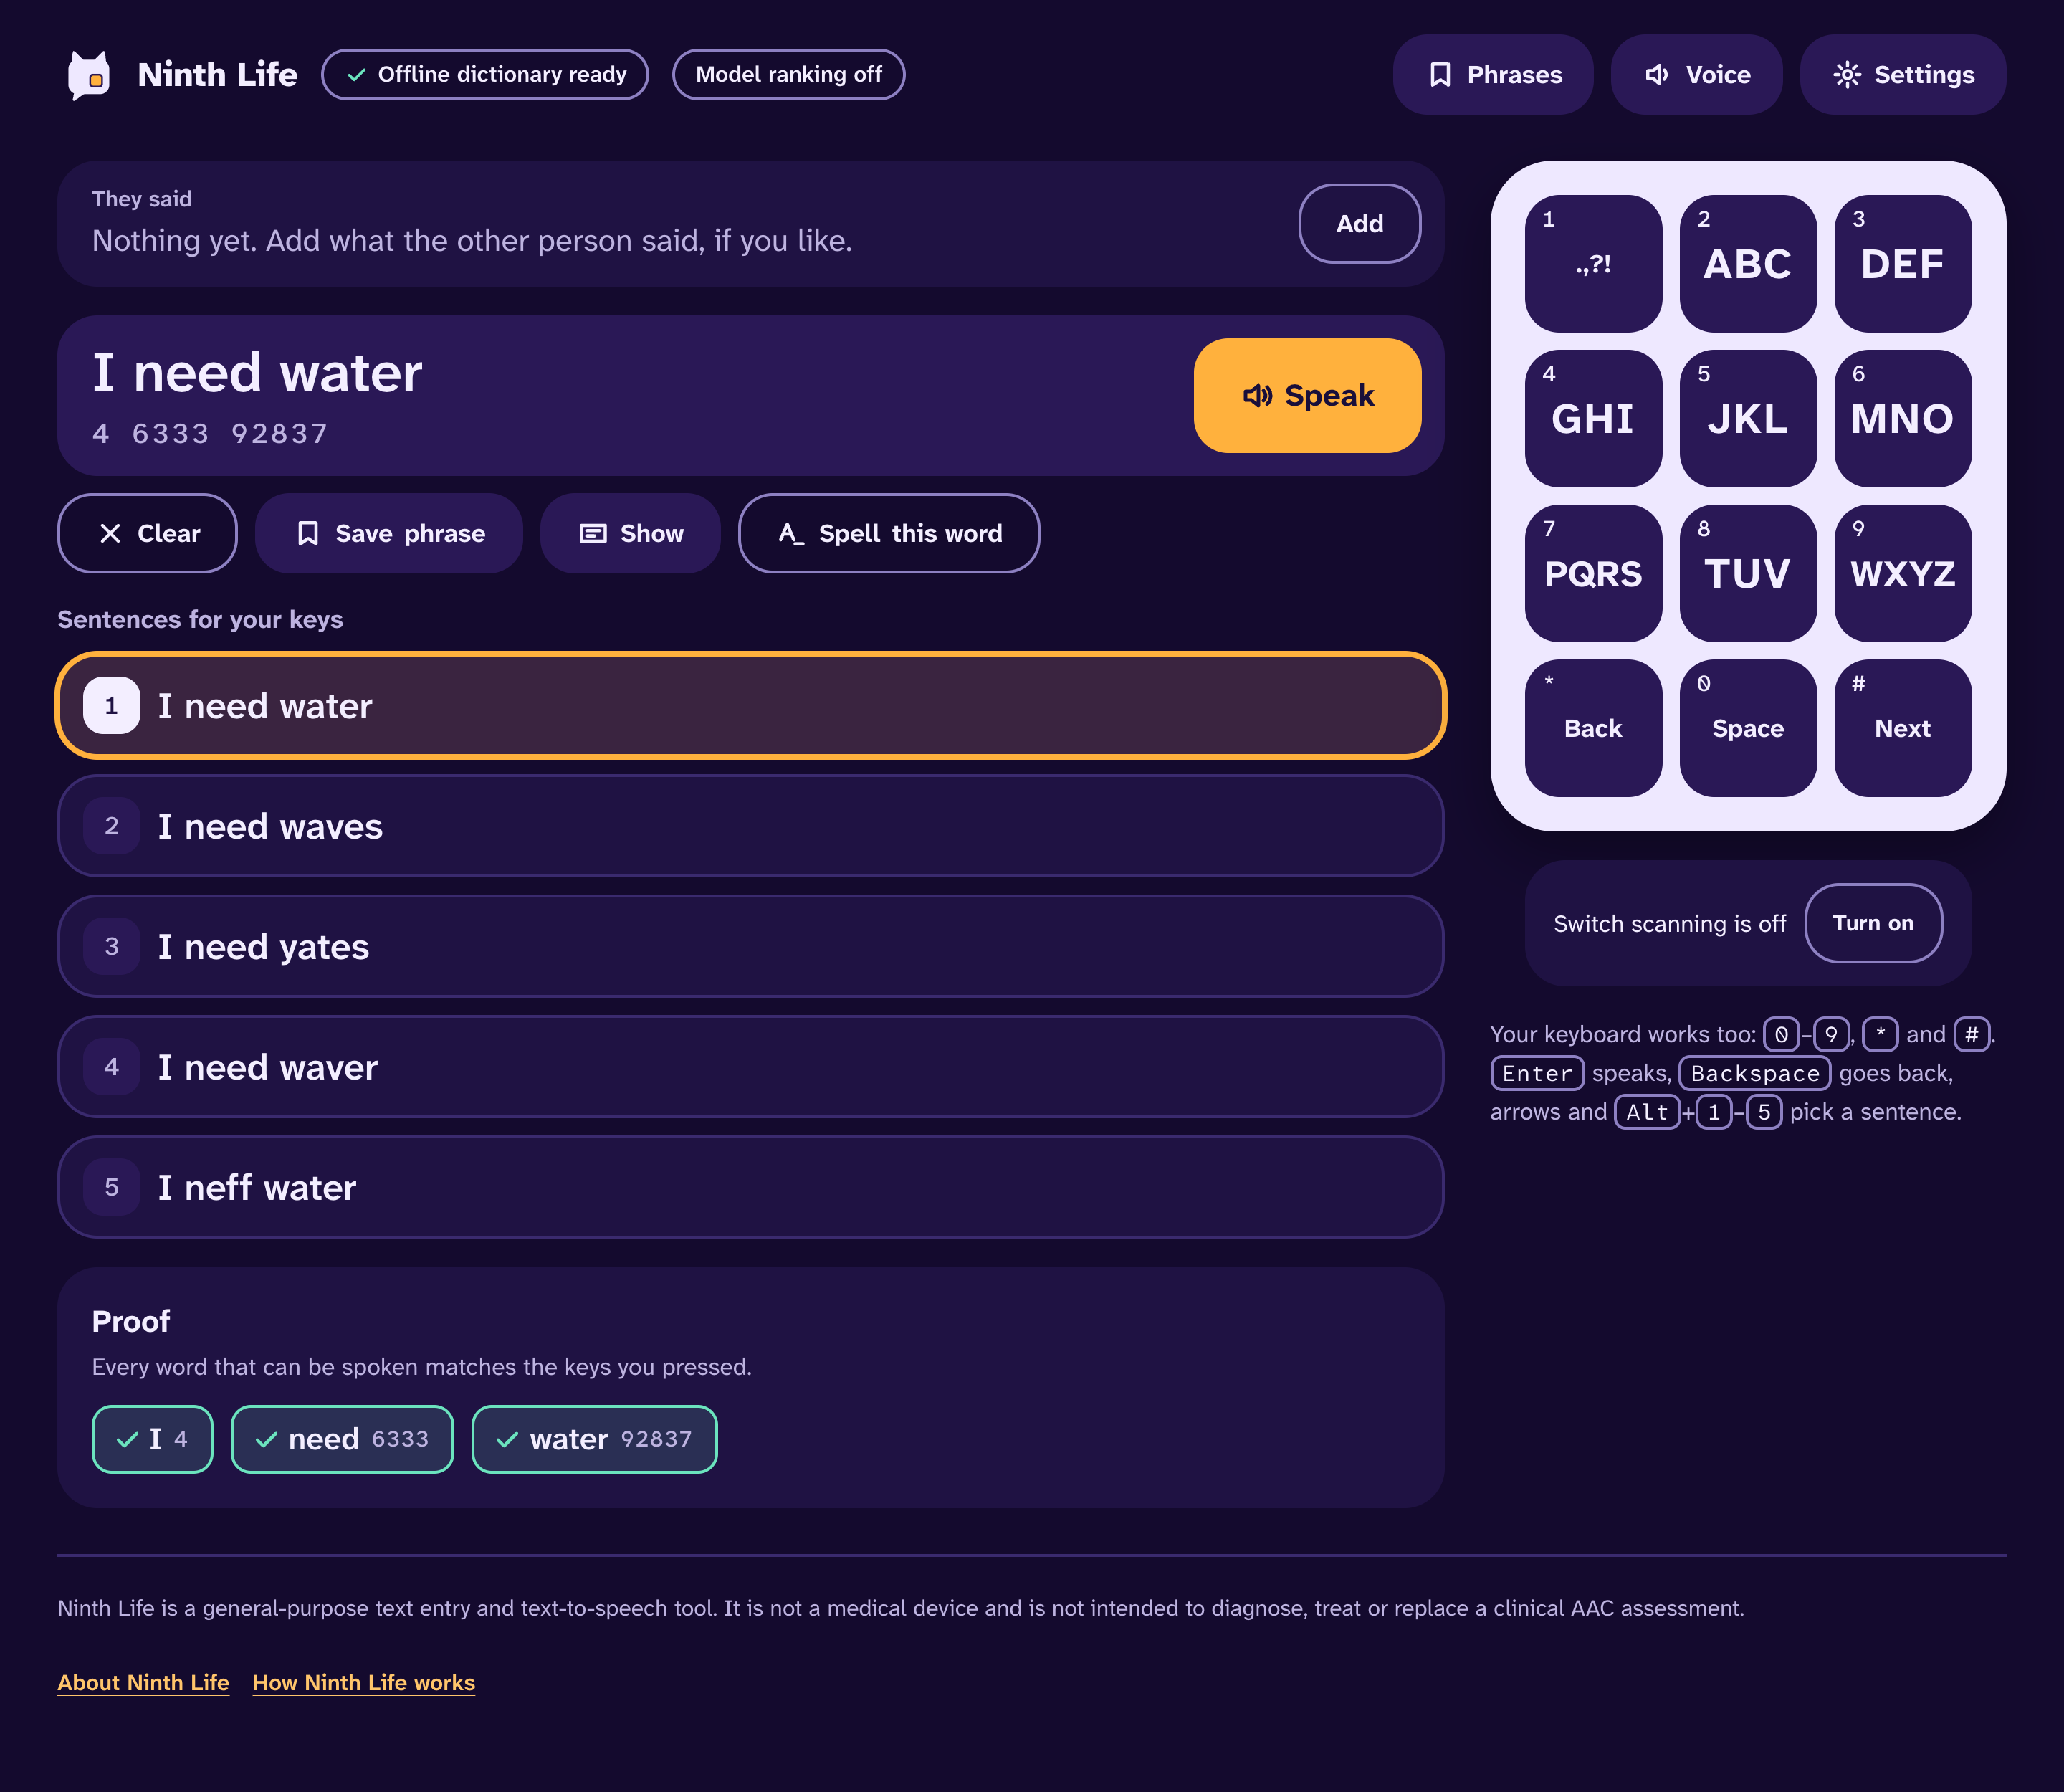 Ninth Life
Offline dictionary ready
Model ranking off
Phrases
Voice
Settings
They said
Nothing yet. Add what the other person said, if you like.
Add
I need water
4 6333 92837
Speak
Clear
Save phrase
Show
Spell this word
Sentences for your keys
1 I need water
2 I need waves
3 I need yates
4 I need waver
5 I neff water
Proof
Every word that can be spoken matches the keys you pressed.
I 4
need 6333
water 92837
1 .,?!
2 ABC
3 DEF
4 GHI
5 JKL
6 MNO
7 PQRS
8 TUV
9 WXYZ
* Back
0 Space
# Next
Switch scanning is off
Turn on
Your keyboard works too: 0–9, * and #.
Enter speaks, Backspace goes back,
arrows and Alt+1–5 pick a sentence.
Ninth Life is a general-purpose text entry and text-to-speech tool. It is not a medical device and is not intended to diagnose, treat or replace a clinical AAC assessment.
About Ninth Life
How Ninth Life works